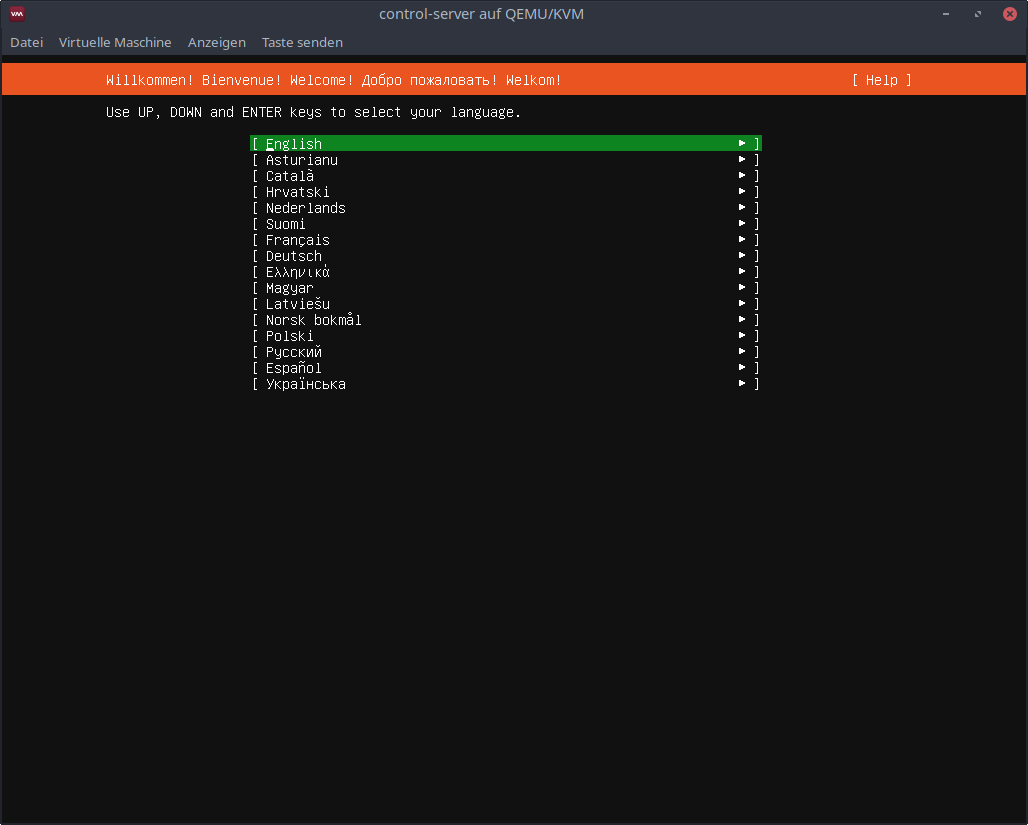 control-server auf QEMU/KVM
Datei Virtuelle Maschine Anzeigen Taste senden
Willkommen! Bienvenue! Welcome! Добро пожаловать! Welkom! [ Help ]
Use UP, DOWN and ENTER keys to select your language.
[ English ► ]
[ Asturianu ► ]
[ Català ► ]
[ Hrvatski ► ]
[ Nederlands ► ]
[ Suomi ► ]
[ Français ► ]
[ Deutsch ► ]
[ Ελληνικά ► ]
[ Magyar ► ]
[ Latviešu ► ]
[ Norsk bokmål ► ]
[ Polski ► ]
[ Русский ► ]
[ Español ► ]
[ Українська ► ]